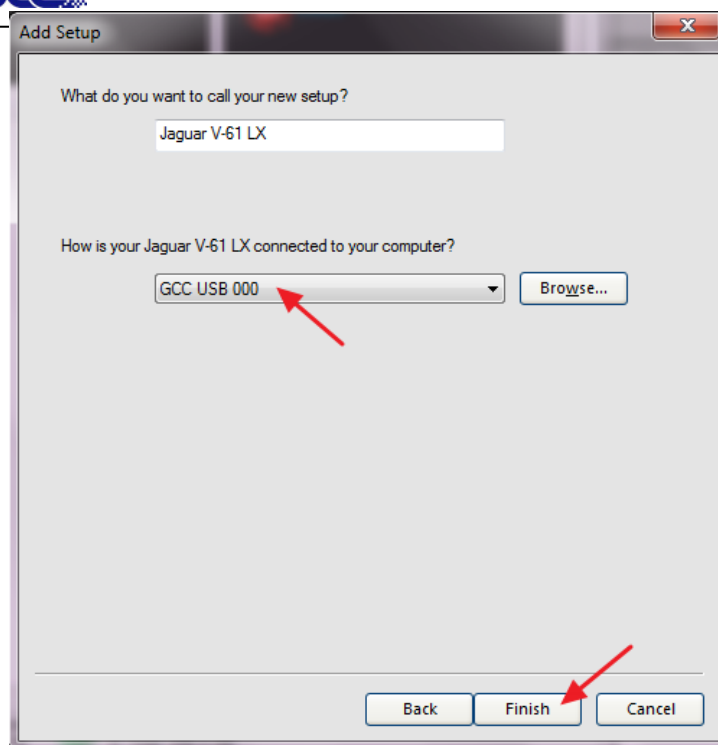 Add Setup
What do you want to call your new setup?
Jaguar V-61 LX
How is your Jaguar V-61 LX connected to your computer?
GCC USB 000
Browse...
Back
Finish
Cancel